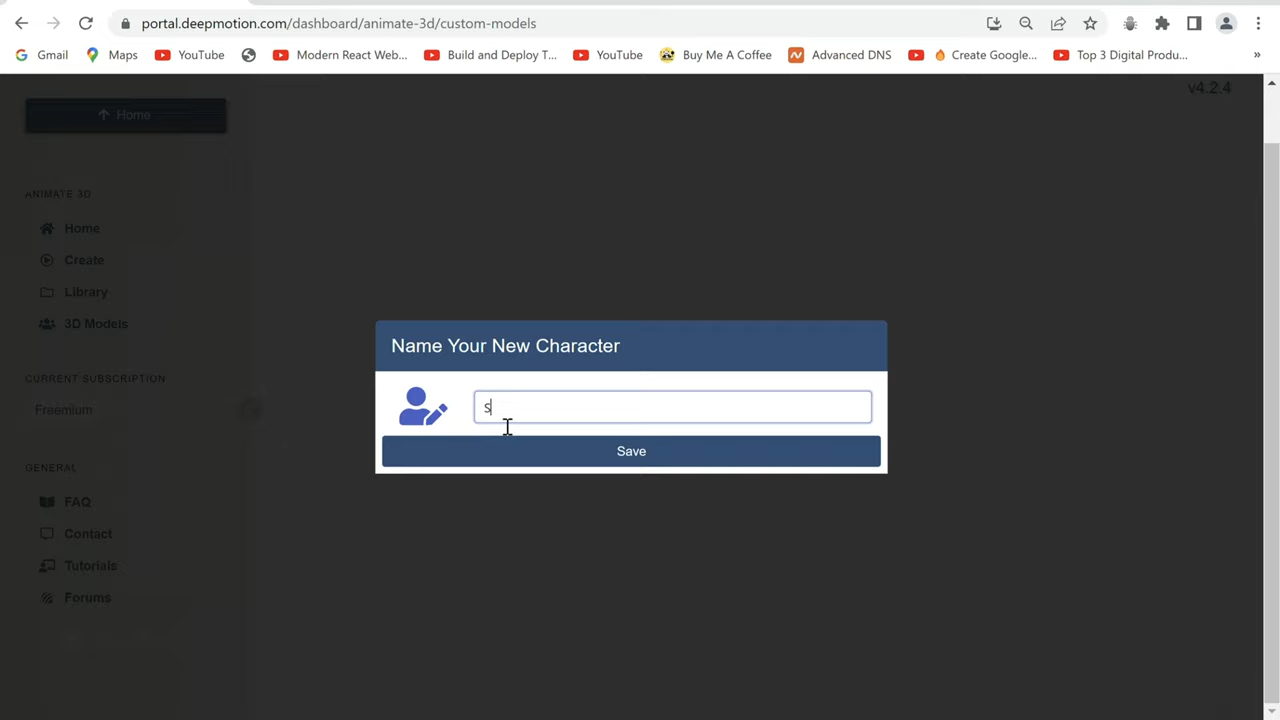 portal.deepmotion.com/dashboard/animate-3d/custom-models
Gmail Maps YouTube Modern React Web... Build and Deploy T... YouTube Buy Me A Coffee Advanced DNS Create Google... Top 3 Digital Produ... »
v4.2.4
Home
ANIMATE 3D
Home
Create
Library
3D Models
CURRENT SUBSCRIPTION
Freemium
GENERAL
FAQ
Contact
Tutorials
Forums
Name Your New Character
S
Save